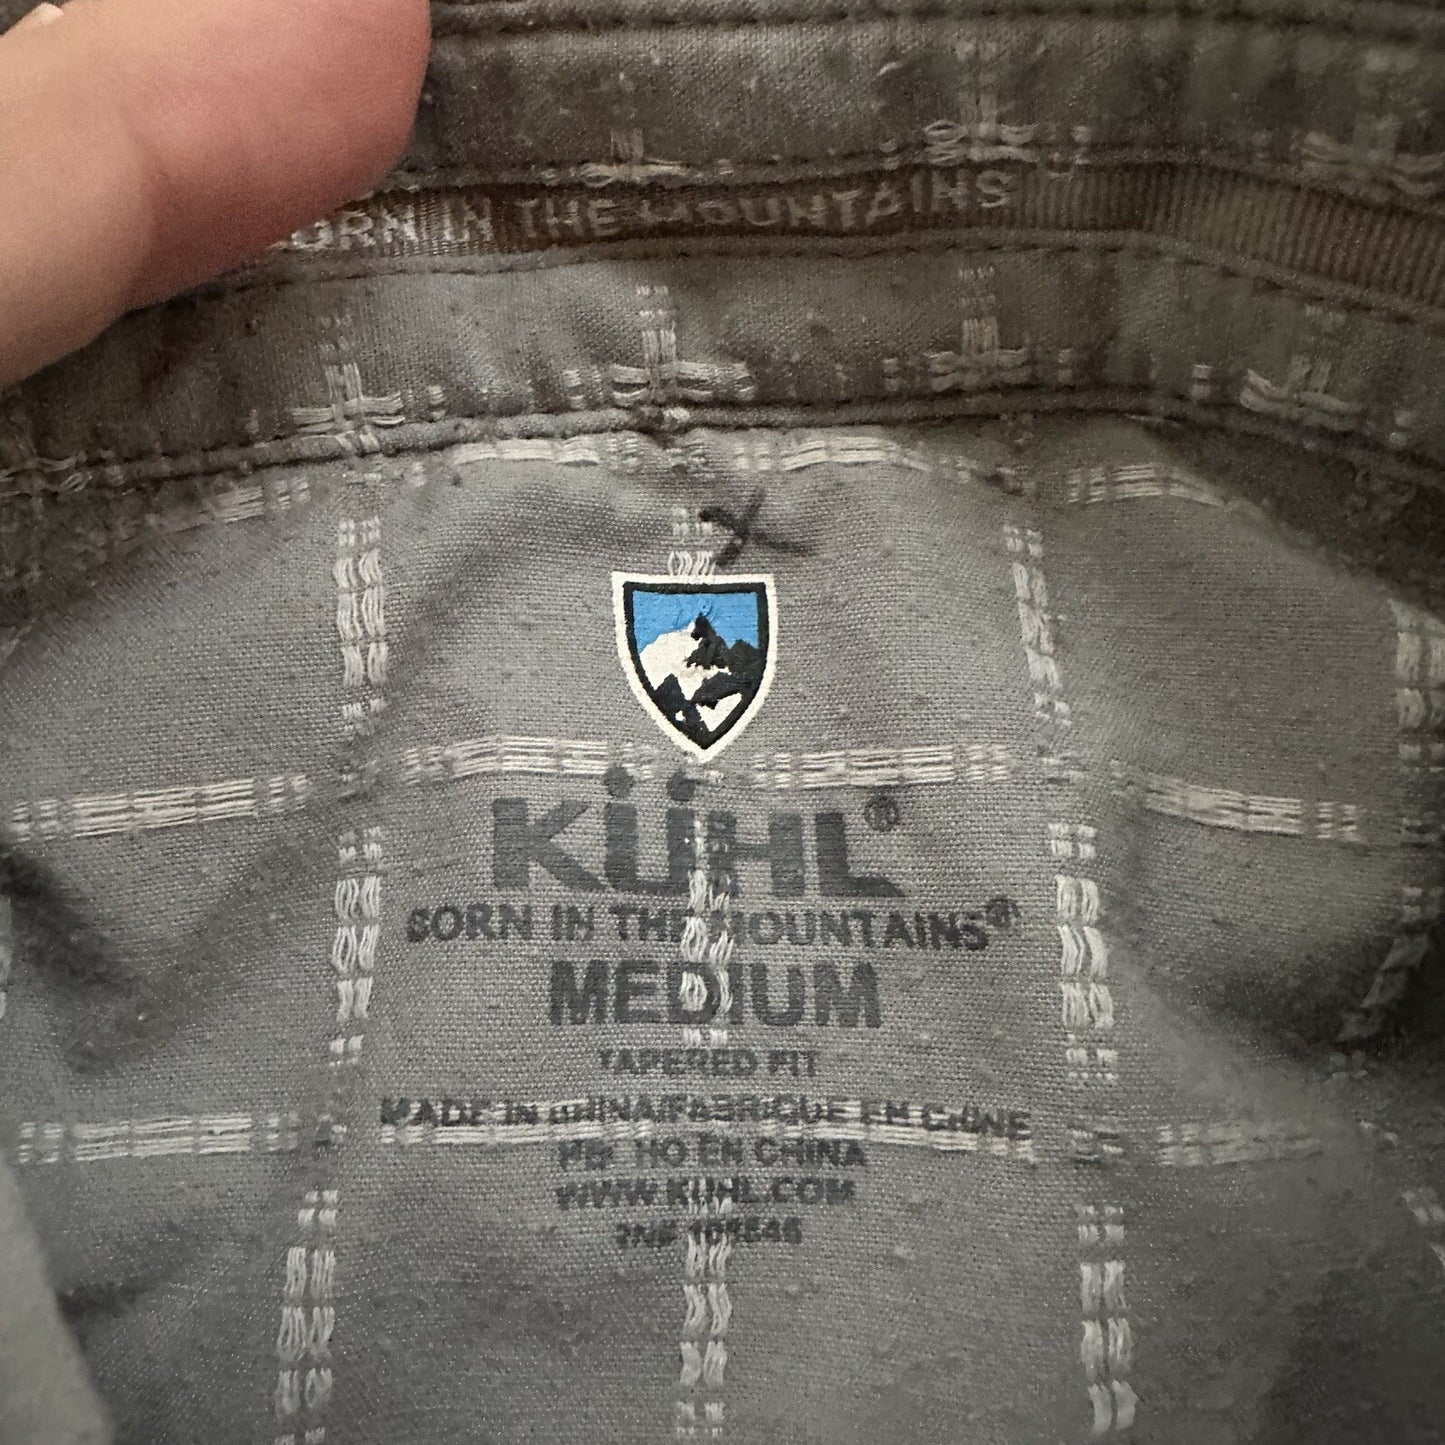 BORN IN THE MOUNTAINS
KÜHL®
BORN IN THE MOUNTAINS®
MEDIUM
TAPERED FIT
MADE IN CHINA/FABRIQUE EN CHINE
HECHO EN CHINA
WWW.KUHL.COM